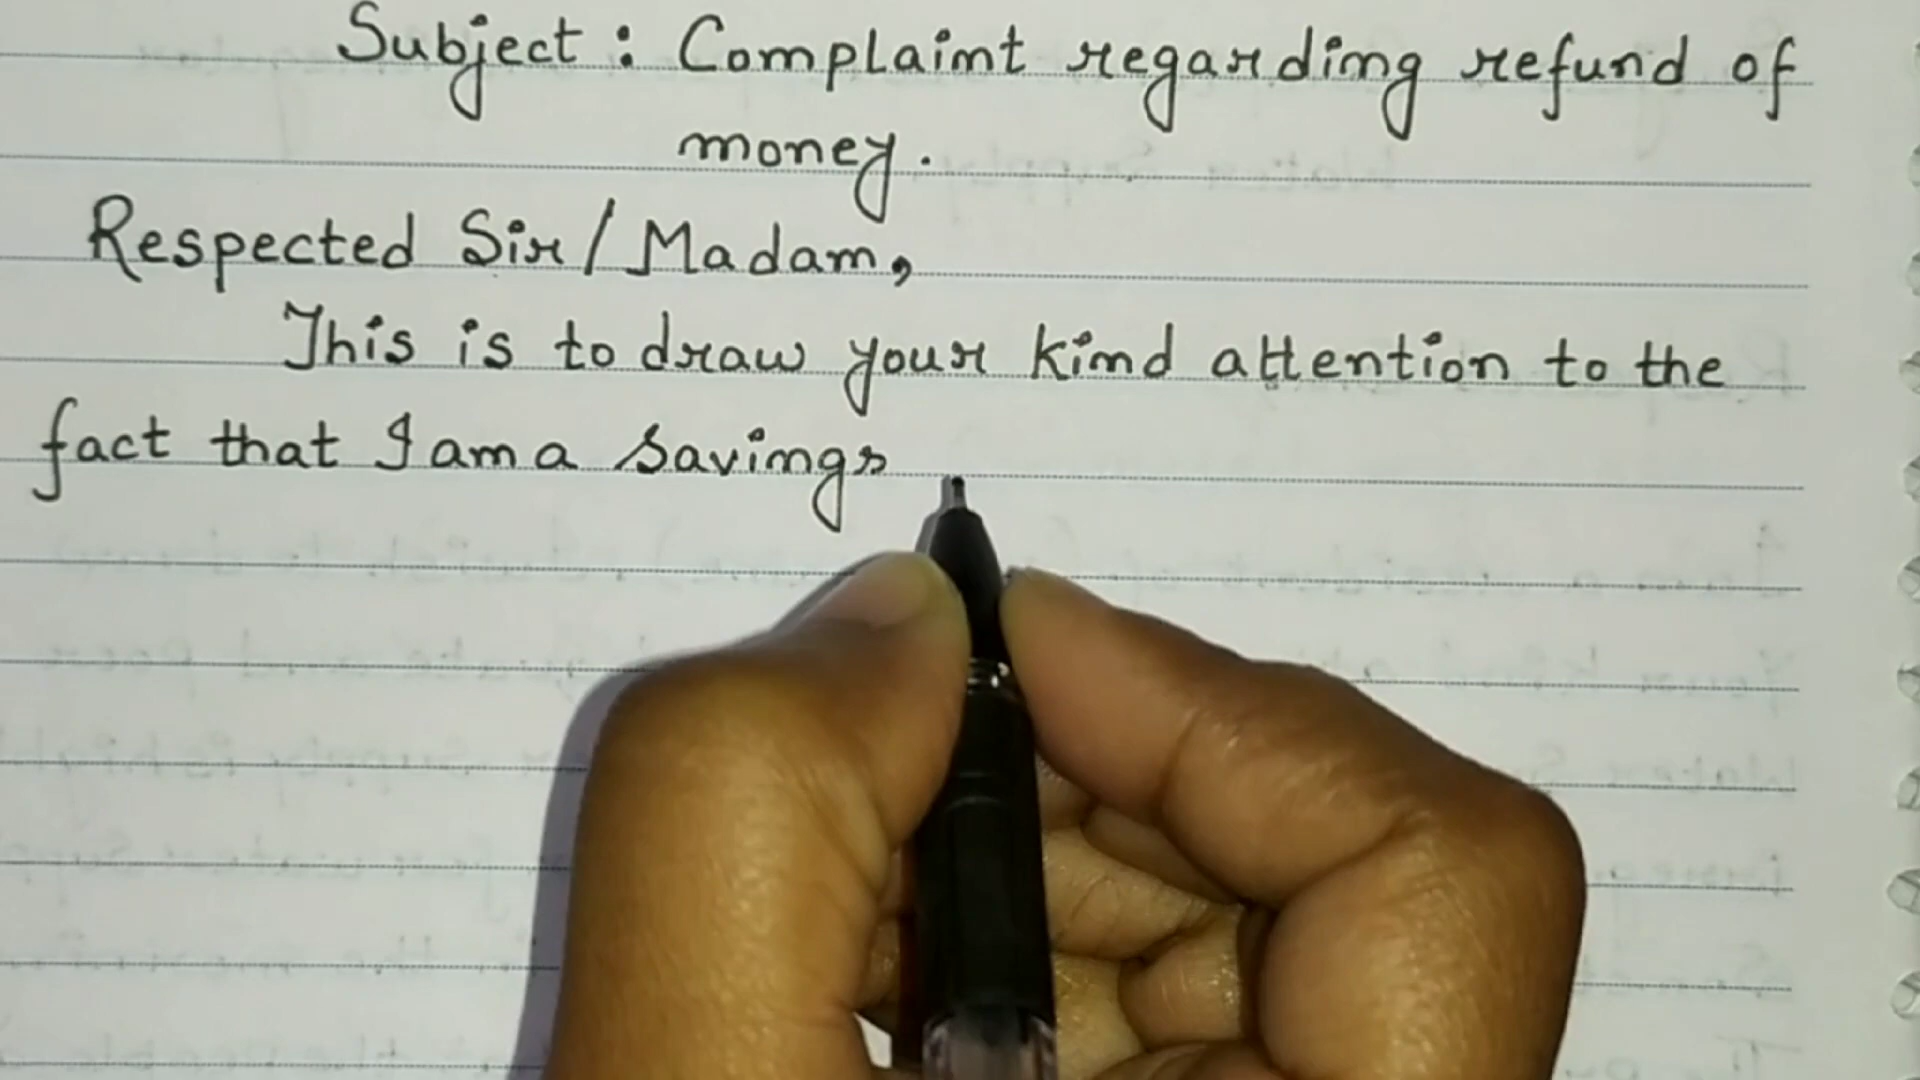 Subject : Complaint regarding refund of
money.
Respected Sir/Madam,
This is to draw your kind attention to the
fact that I am a savings